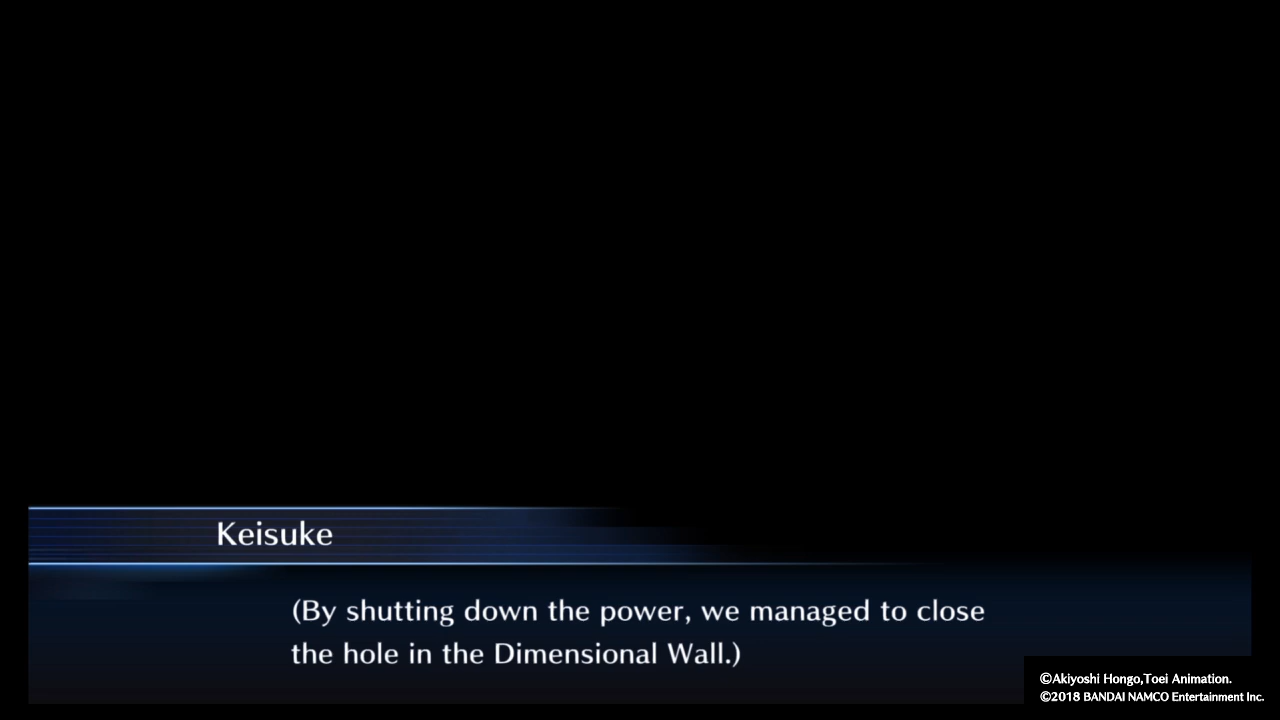 Keisuke
(By shutting down the power, we managed to close
the hole in the Dimensional Wall.)
©Akiyoshi Hongo,Toei Animation.
©2018 BANDAI NAMCO Entertainment Inc.